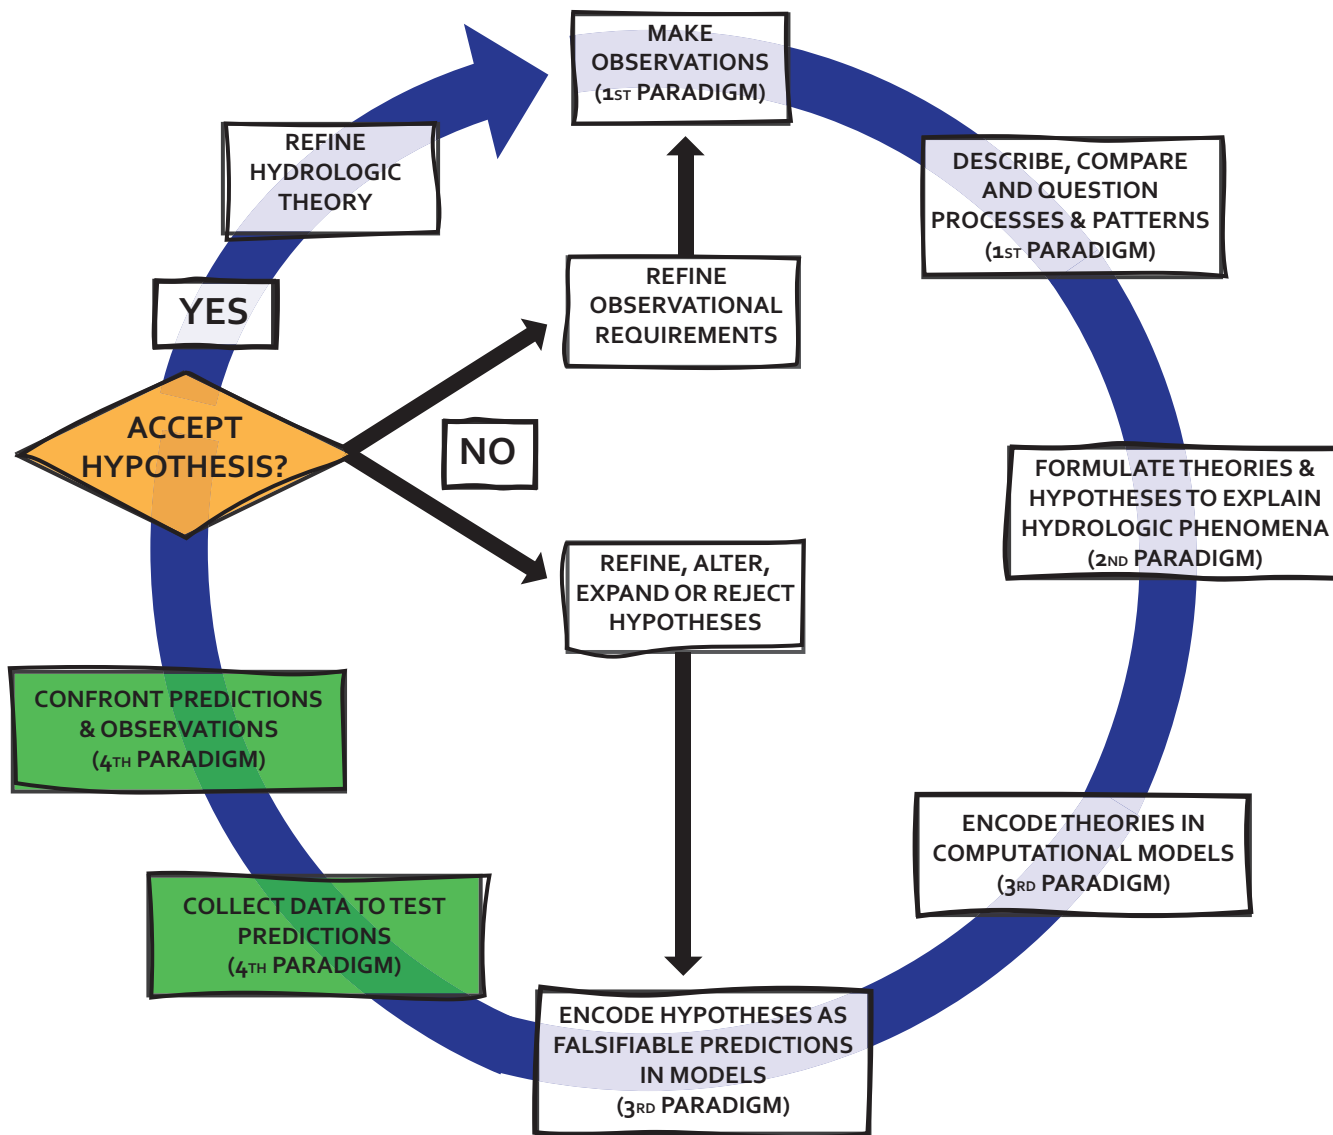 MAKE
OBSERVATIONS
(1ST PARADIGM)
DESCRIBE, COMPARE
AND QUESTION
PROCESSES & PATTERNS
(1ST PARADIGM)
FORMULATE THEORIES &
HYPOTHESES TO EXPLAIN
HYDROLOGIC PHENOMENA
(2ND PARADIGM)
ENCODE THEORIES IN
COMPUTATIONAL MODELS
(3RD PARADIGM)
ENCODE HYPOTHESES AS
FALSIFIABLE PREDICTIONS
IN MODELS
(3RD PARADIGM)
COLLECT DATA TO TEST
PREDICTIONS
(4TH PARADIGM)
CONFRONT PREDICTIONS
& OBSERVATIONS
(4TH PARADIGM)
ACCEPT
HYPOTHESIS?
YES
REFINE
HYDROLOGIC
THEORY
NO
REFINE
OBSERVATIONAL
REQUIREMENTS
REFINE, ALTER,
EXPAND OR REJECT
HYPOTHESES